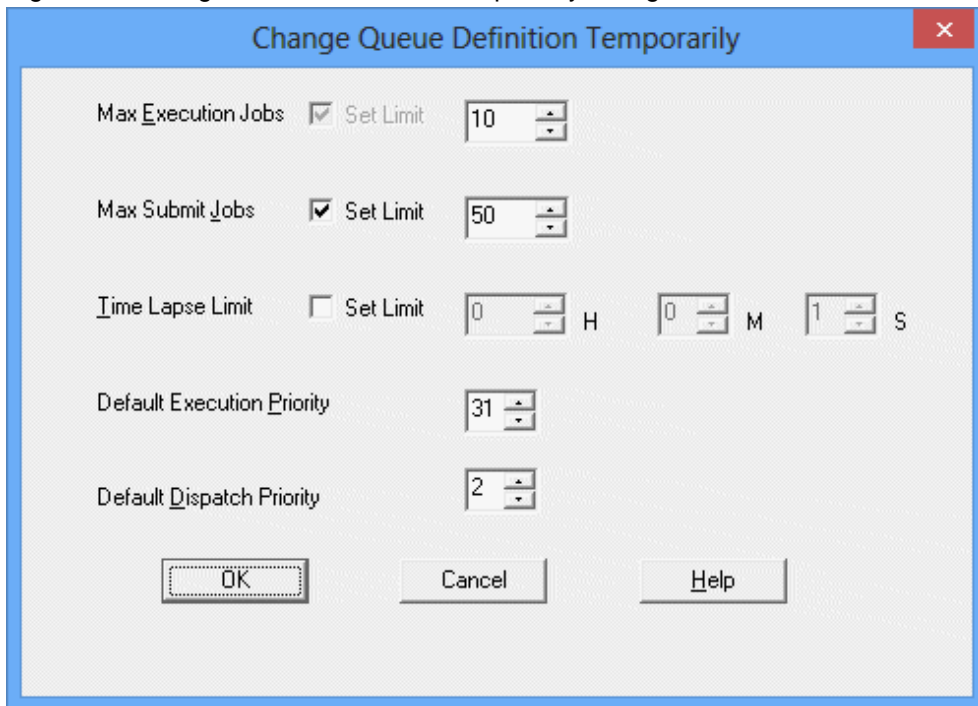 Change Queue Definition Temporarily
Max Execution Jobs Set Limit 10
Max Submit Jobs Set Limit 50
Time Lapse Limit Set Limit 0 H 0 M 1 S
Default Execution Priority 31
Default Dispatch Priority 2
OK Cancel Help